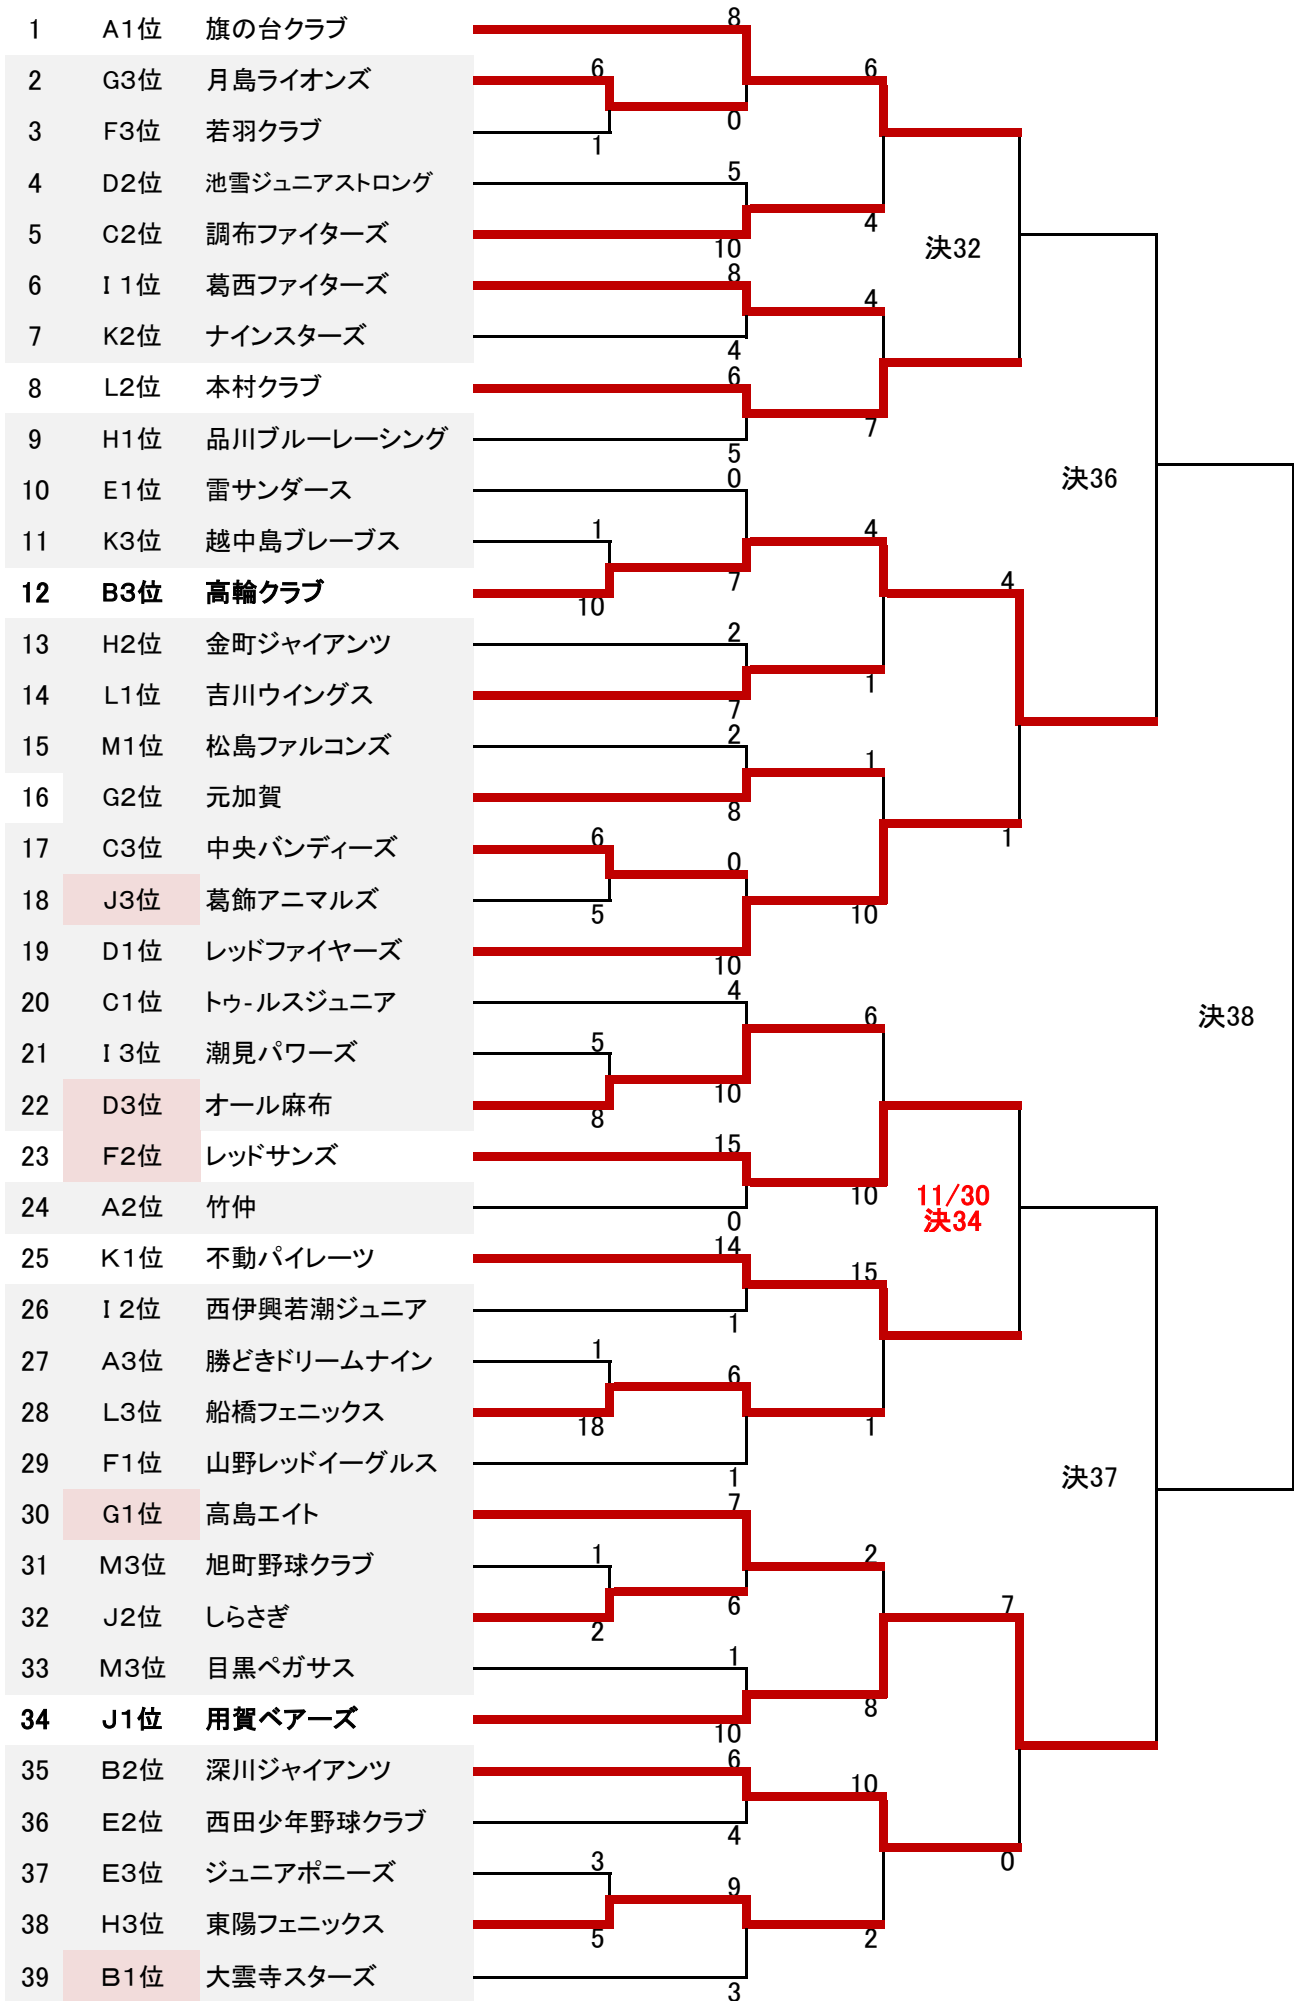 1 A1位 旗の台クラブ 8
2 G3位 月島ライオンズ 6 6
0
3 F3位 若羽クラブ 1
4 D2位 池雪ジュニアストロング 5
4
5 C2位 調布ファイターズ 10 決32
6 I1位 葛西ファイターズ 8 4
7 K2位 ナインスターズ 4
8 L2位 本村クラブ 6
7
9 H1位 品川ブルーレーシング 5
決36
10 E1位 雷サンダース 0
11 K3位 越中島ブレーブス 1 4
7 4
12 B3位 高輪クラブ 10
13 H2位 金町ジャイアンツ 2
1
14 L1位 吉川ウイングス 7
15 M1位 松島ファルコンズ 2 1
16 G2位 元加賀 8
17 C3位 中央バンディーズ 6 1
0
18 J3位 葛飾アニマルズ 5 10
19 D1位 レッドファイヤーズ 10
20 C1位 トゥ-ルスジュニア 4
6 決38
21 I3位 潮見パワーズ 5
10
22 D3位 オール麻布 8
23 F2位 レッドサンズ 15
10 11/30
24 A2位 竹仲 0 決34
25 K1位 不動パイレーツ 14
15
26 I2位 西伊興若潮ジュニア 1
27 A3位 勝どきドリームナイン 1
6
28 L3位 船橋フェニックス 18 1
29 F1位 山野レッドイーグルス 1
決37
30 G1位 高島エイト 7
31 M3位 旭町野球クラブ 1 2
6 7
32 J2位 しらさぎ 2
33 M3位 目黒ペガサス 1
8
34 J1位 用賀ベアーズ 10
35 B2位 深川ジャイアンツ 6
10
36 E2位 西田少年野球クラブ 4
37 E3位 ジュニアポニーズ 3 0
9
38 H3位 東陽フェニックス 5 2
39 B1位 大雲寺スターズ 3